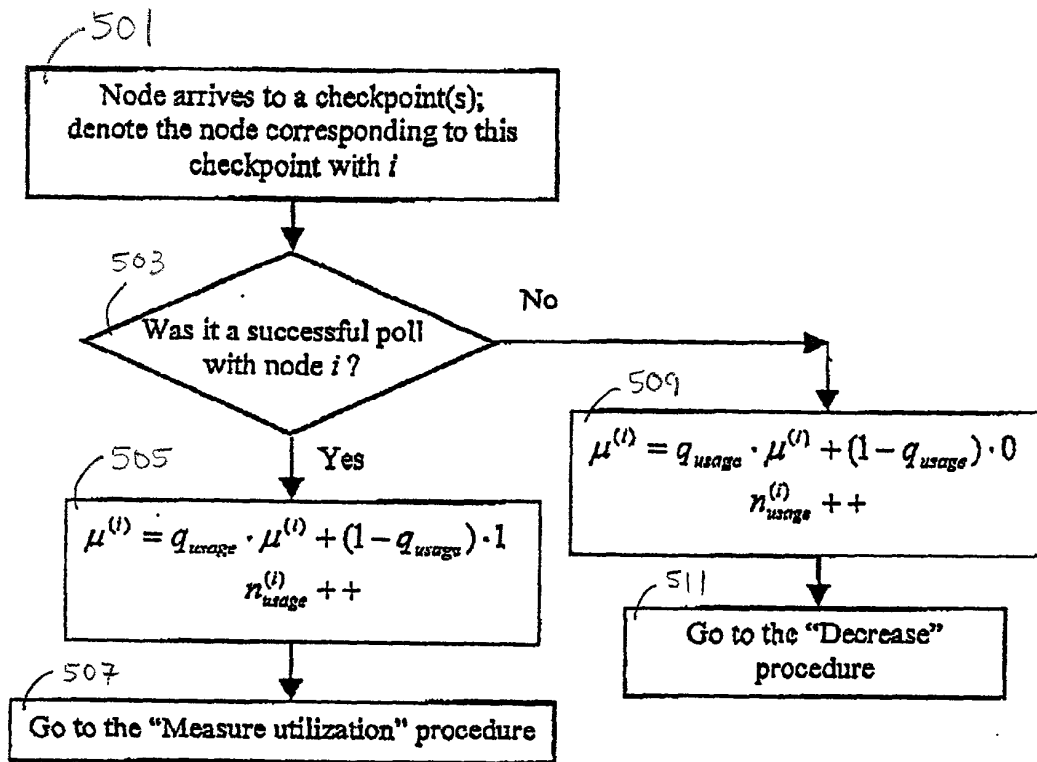 501
Node arrives to a checkpoint(s);
denote the node corresponding to this
checkpoint with i
503
Was it a successful poll
with node i ?
No
Yes
505
μ^(i) = q_usage · μ^(i) + (1 − q_usage) · 1
n_usage^(i) ++
507
Go to the “Measure utilization” procedure
509
μ^(i) = q_usage · μ^(i) + (1 − q_usage) · 0
n_usage^(i) ++
511
Go to the “Decrease”
procedure